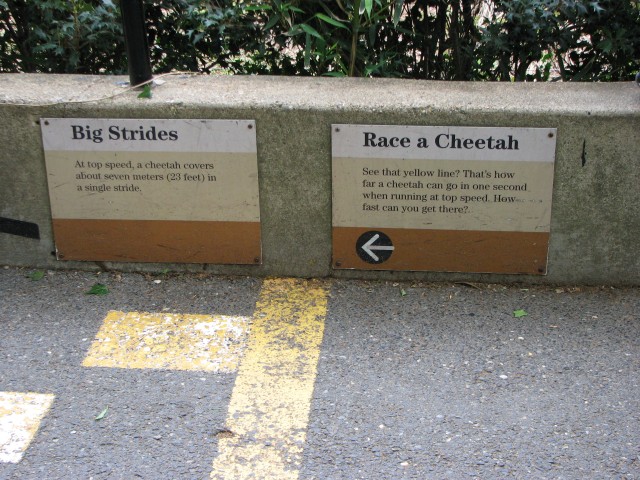 Big Strides
At top speed, a cheetah covers
about seven meters (23 feet) in
a single stride.
Race a Cheetah
See that yellow line? That's how
far a cheetah can go in one second
when running at top speed. How
fast can you get there?